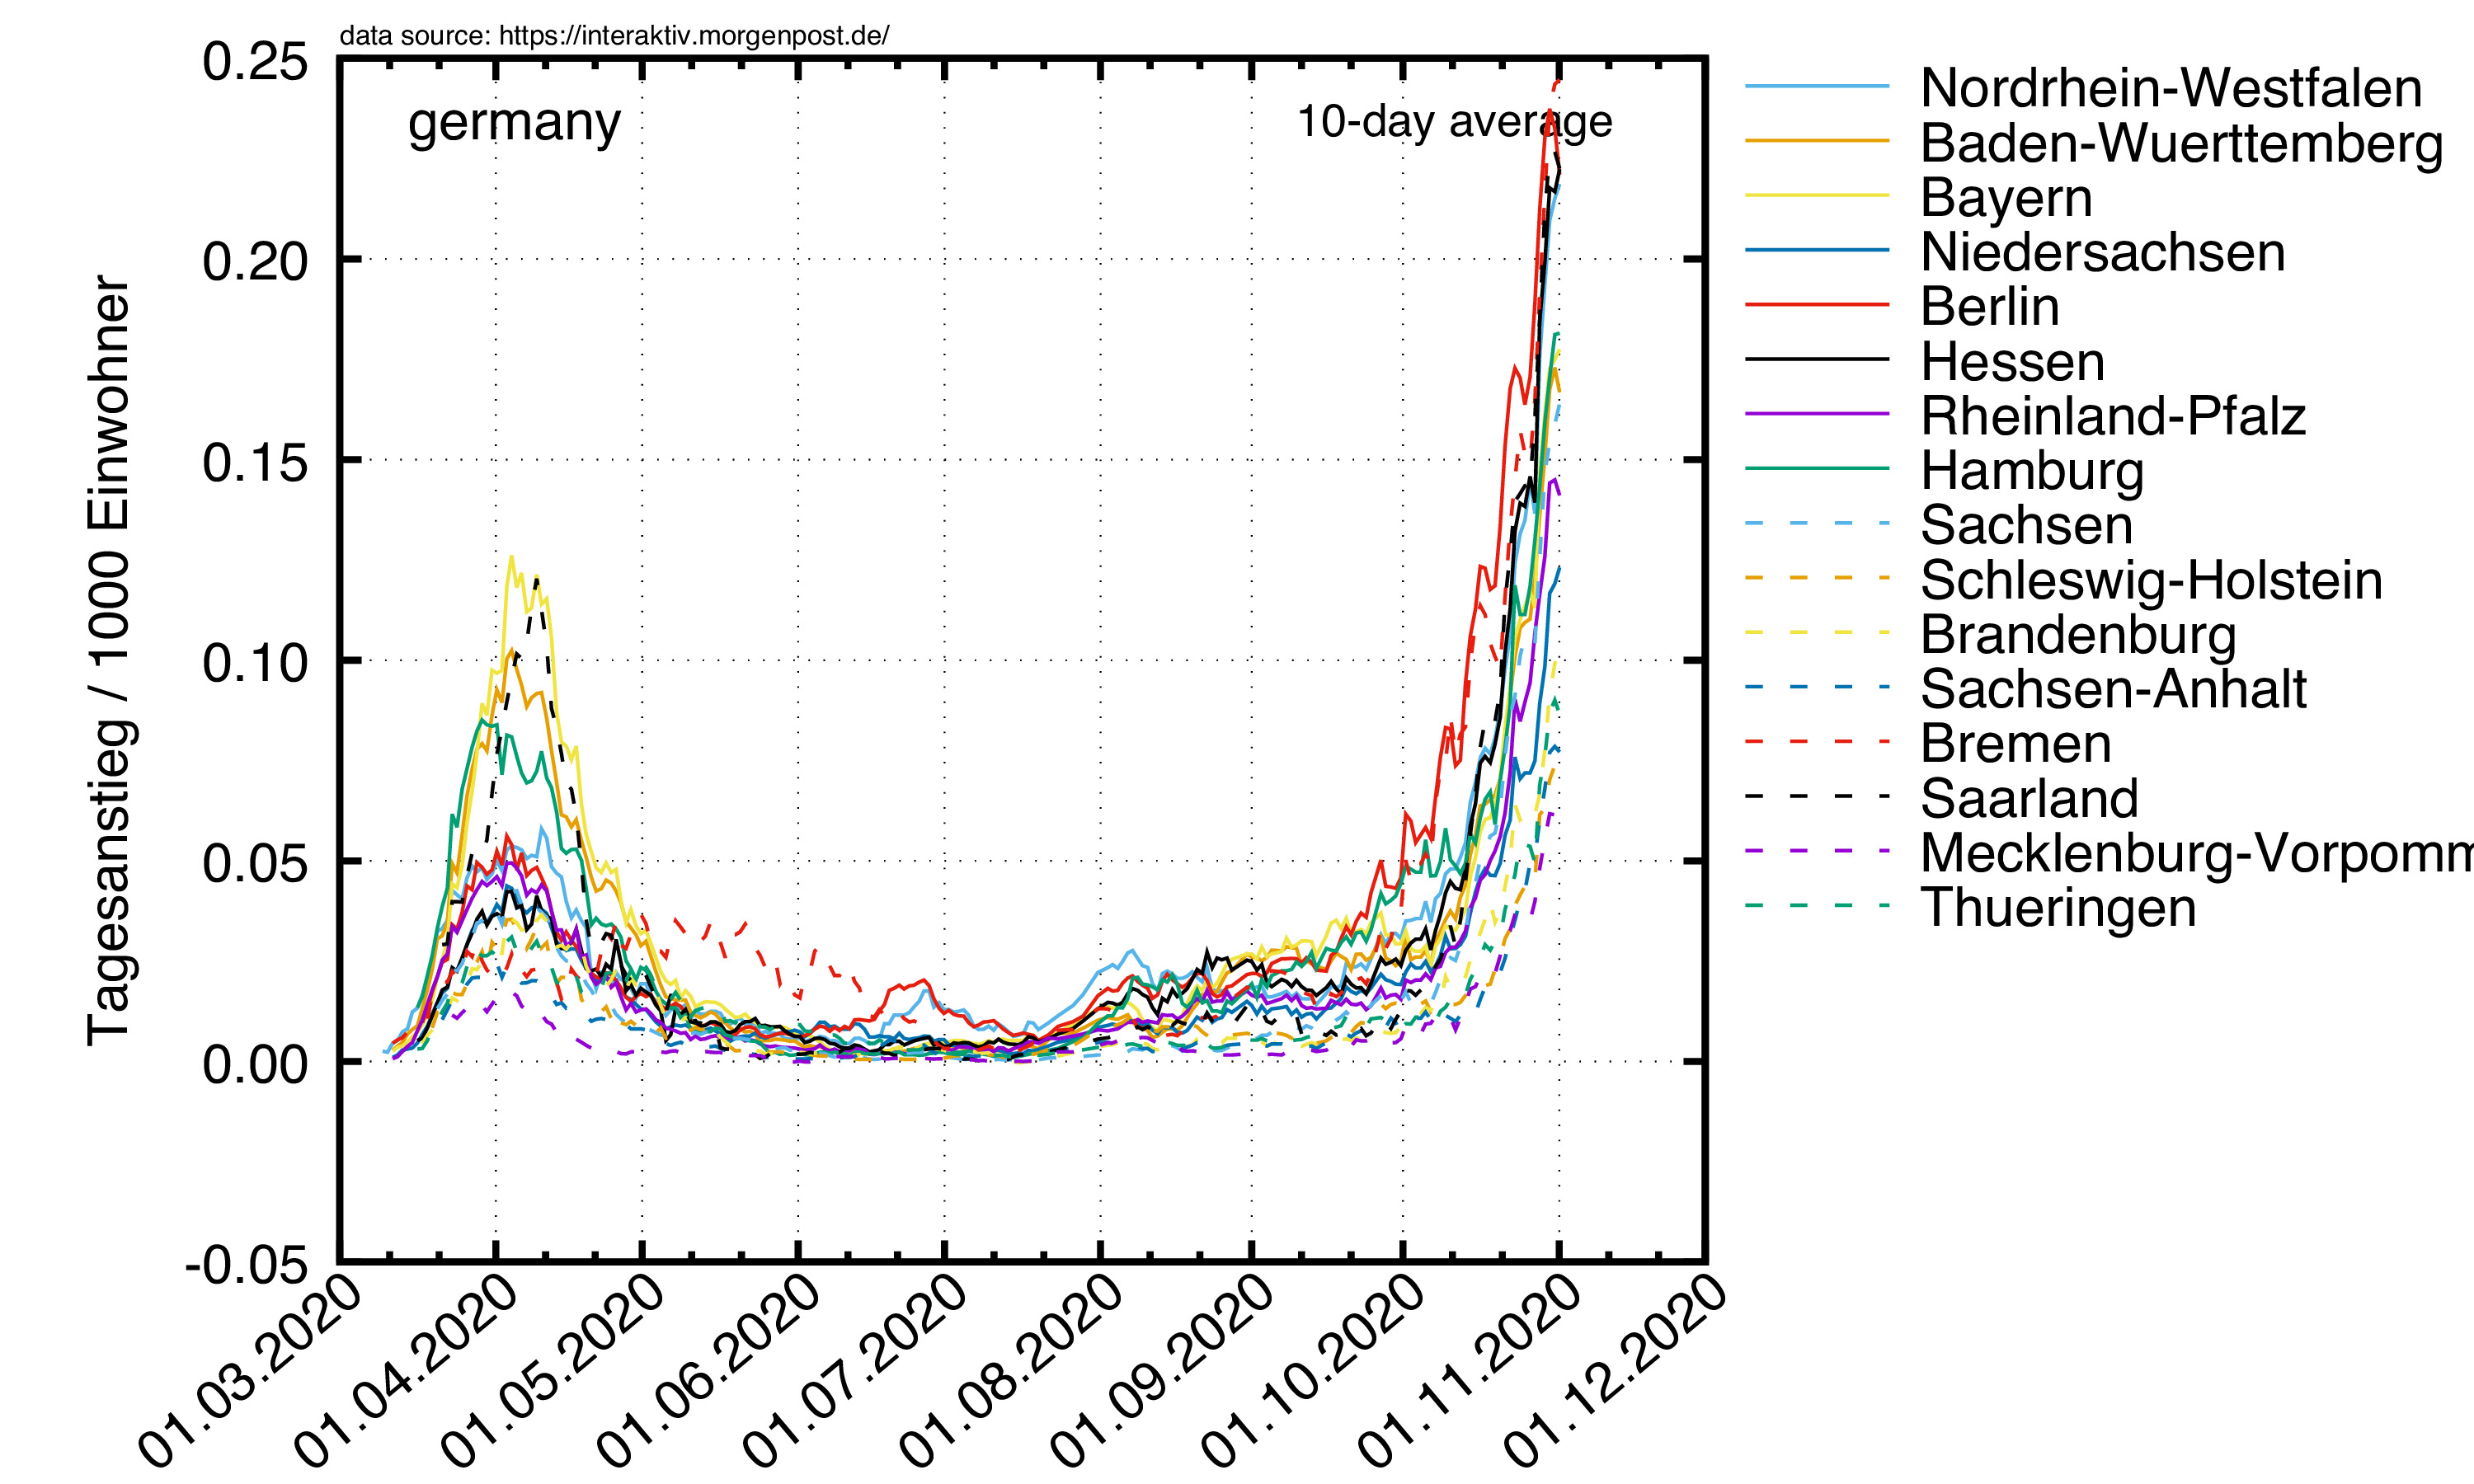 data source: https://interaktiv.morgenpost.de/
germany
10-day average
Tagesanstieg / 1000 Einwohner
0.25
0.20
0.15
0.10
0.05
0.00
-0.05
01.03.2020
01.04.2020
01.05.2020
01.06.2020
01.07.2020
01.08.2020
01.09.2020
01.10.2020
01.11.2020
01.12.2020
Nordrhein-Westfalen
Baden-Wuerttemberg
Bayern
Niedersachsen
Berlin
Hessen
Rheinland-Pfalz
Hamburg
Sachsen
Schleswig-Holstein
Brandenburg
Sachsen-Anhalt
Bremen
Saarland
Mecklenburg-Vorpomm
Thueringen